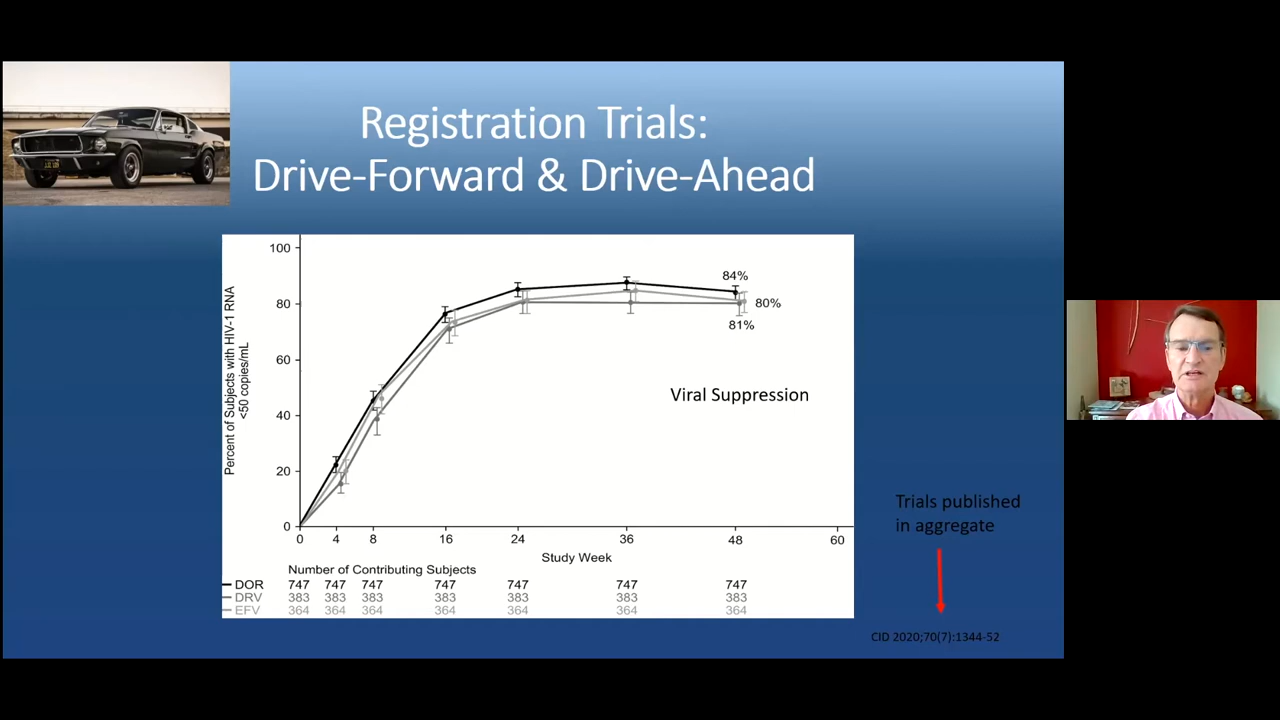 Registration Trials:
Drive-Forward & Drive-Ahead
Percent of Subjects with HIV-1 RNA
<50 copies/mL
100
80
60
40
20
0
84%
80%
81%
Viral Suppression
0 4 8 16 24 36 48 60
Study Week
Number of Contributing Subjects
DOR 747 747 747 747 747 747 747
DRV 383 383 383 383 383 383 383
EFV 364 364 364 364 364 364 364
Trials published
in aggregate
CID 2020;70(7):1344-52